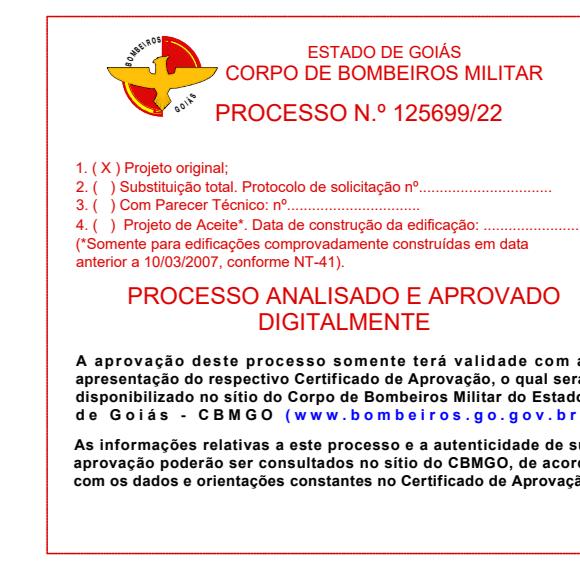 BOMBEIROS
GOIÁS
ESTADO DE GOIÁS
CORPO DE BOMBEIROS MILITAR
PROCESSO N.º 125699/22
1. ( X ) Projeto original;
2. (   ) Substituição total. Protocolo de solicitação nº................................
3. (   ) Com Parecer Técnico: nº................................
4. (   ) Projeto de Aceite*. Data de construção da edificação: .......................
(*Somente para edificações comprovadamente construídas em data
anterior a 10/03/2007, conforme NT-41).
PROCESSO ANALISADO E APROVADO
DIGITALMENTE
A aprovação deste processo somente terá validade com a
apresentação do respectivo Certificado de Aprovação, o qual será
disponibilizado no sítio do Corpo de Bombeiros Militar do Estado
de Goiás - CBMGO (www.bombeiros.go.gov.br
As informações relativas a este processo e a autenticidade de su
aprovação poderão ser consultados no sítio do CBMGO, de acord
com os dados e orientações constantes no Certificado de Aprovaçã